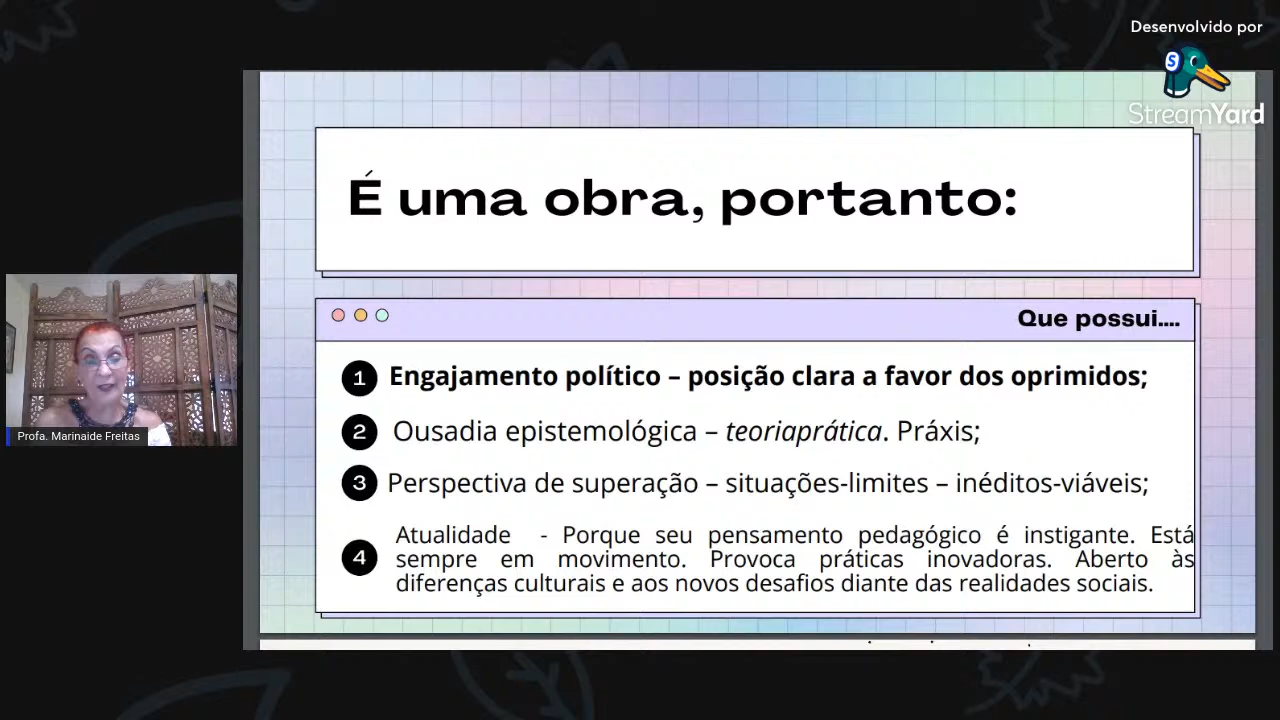 Desenvolvido por
StreamYard
É uma obra, portanto:
Que possui....
1 Engajamento político – posição clara a favor dos oprimidos;
2 Ousadia epistemológica – teoriaprática. Práxis;
3 Perspectiva de superação – situações-limites – inéditos-viáveis;
4 Atualidade - Porque seu pensamento pedagógico é instigante. Está
sempre em movimento. Provoca práticas inovadoras. Aberto às
diferenças culturais e aos novos desafios diante das realidades sociais.
Profa. Marinaide Freitas